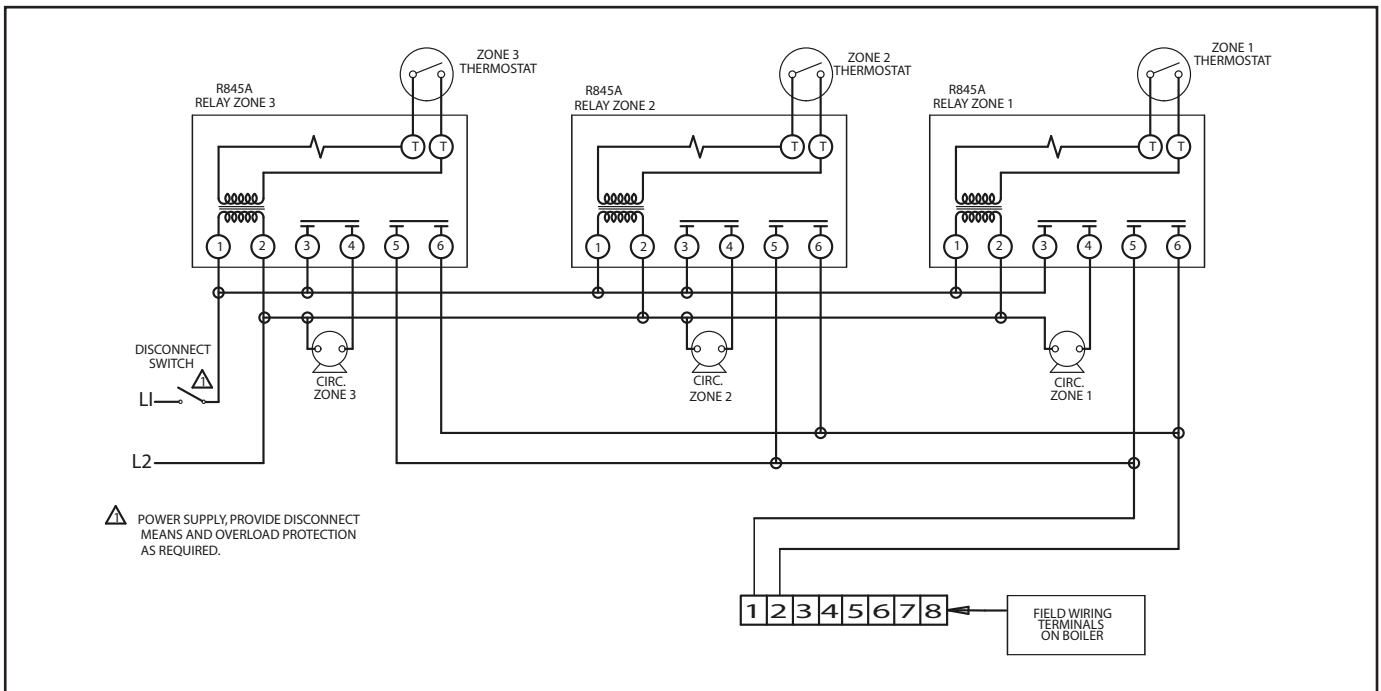 ZONE 3
THERMOSTAT
ZONE 2
THERMOSTAT
ZONE 1
THERMOSTAT
R845A
RELAY ZONE 3
R845A
RELAY ZONE 2
R845A
RELAY ZONE 1
T T
T T
T T
1 2 3 4 5 6
1 2 3 4 5 6
1 2 3 4 5 6
DISCONNECT
SWITCH
1
LI
CIRC.
ZONE 3
CIRC.
ZONE 2
CIRC.
ZONE 1
L2
1 POWER SUPPLY, PROVIDE DISCONNECT
MEANS AND OVERLOAD PROTECTION
AS REQUIRED.
1 2 3 4 5 6 7 8
FIELD WIRING
TERMINALS
ON BOILER